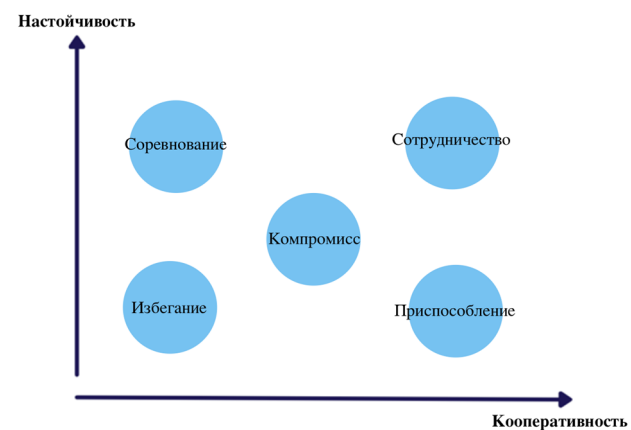 Настойчивость
Соревнование
Сотрудничество
Компромисс
Избегание
Приспособление
Кооперативность